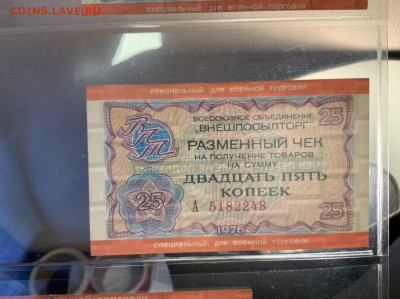 COINS.LAVE.RU
специальный. для военной торговли
25
ВСЕСОЮЗНОЕ ОБЪЕДИНЕНИЕ
"ВНЕШПОСЫЛТОРГ"
ВПТ
РАЗМЕННЫЙ ЧЕК
НА ПОЛУЧЕНИЕ ТОВАРОВ
НА СУММУ
ДВАДЦАТЬ ПЯТЬ
КОПЕЕК
25
25
А 5182248
1976
специальный. для военной торговли